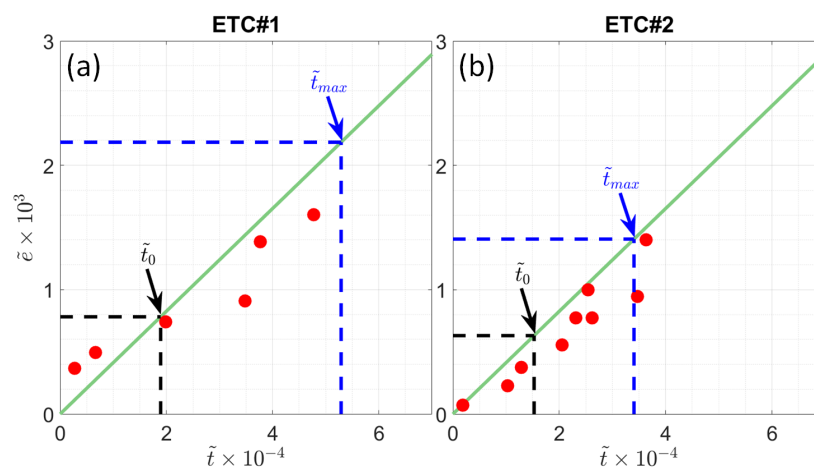 ETC#1
ETC#2
(a)
(b)
3
2
1
0
ẽ × 10³
t̃₀
t̃ₘₐₓ
0
2
4
6
t̃ × 10⁻⁴
3
2
1
0
t̃₀
t̃ₘₐₓ
0
2
4
6
t̃ × 10⁻⁴